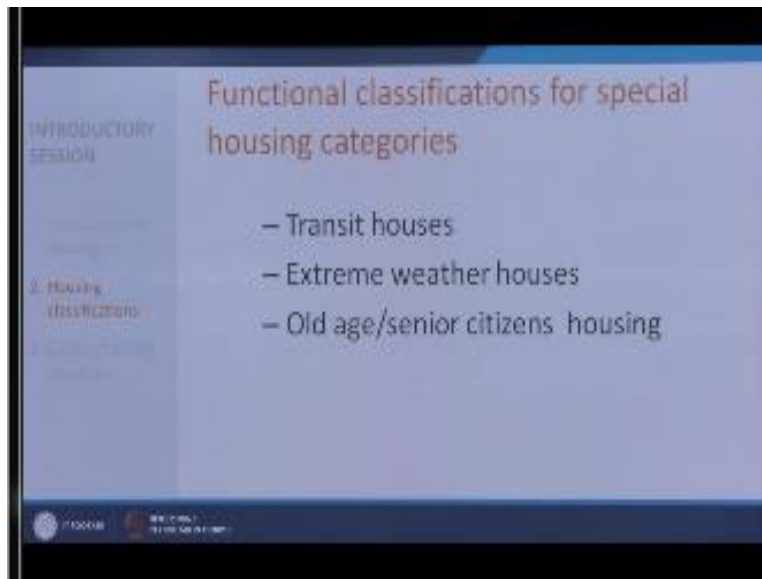 Functional classifications for special
housing categories
INTRODUCTORY
SESSION
– Transit houses
– Extreme weather houses
– Old age/senior citizens housing
2. Housing
classifications